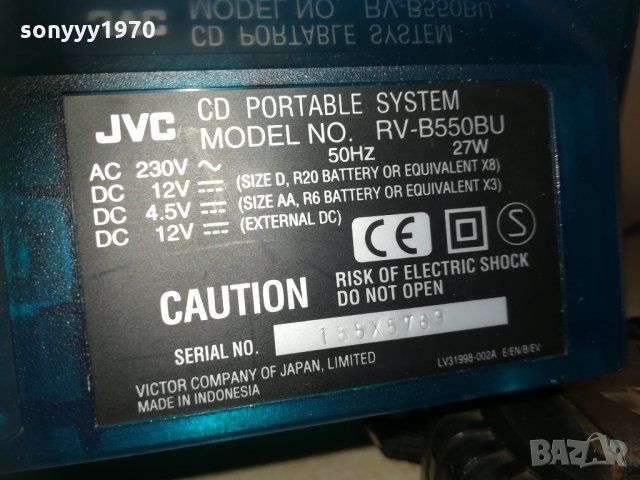 sonyyy1970
JVC MODEL NO. RV-B550BU
CD PORTABLE SYSTEM
JVC CD PORTABLE SYSTEM
MODEL NO. RV-B550BU
50HZ 27W
AC 230V ~
DC 12V ⎓ (SIZE D, R20 BATTERY OR EQUIVALENT X8)
DC 4.5V ⎓ (SIZE AA, R6 BATTERY OR EQUIVALENT X3)
DC 12V ⎓ (EXTERNAL DC)
CE S
CAUTION
RISK OF ELECTRIC SHOCK
DO NOT OPEN
SERIAL NO. 155X5769
VICTOR COMPANY OF JAPAN, LIMITED
MADE IN INDONESIA
LV31998-002A E/EN/B/EV
BAZAR